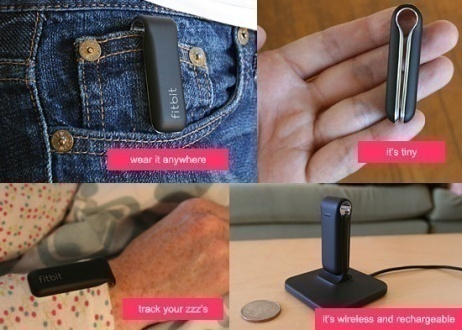 fitbit
wear it anywhere
it's tiny
fitbit
track your zzz's
it's wireless and rechargeable